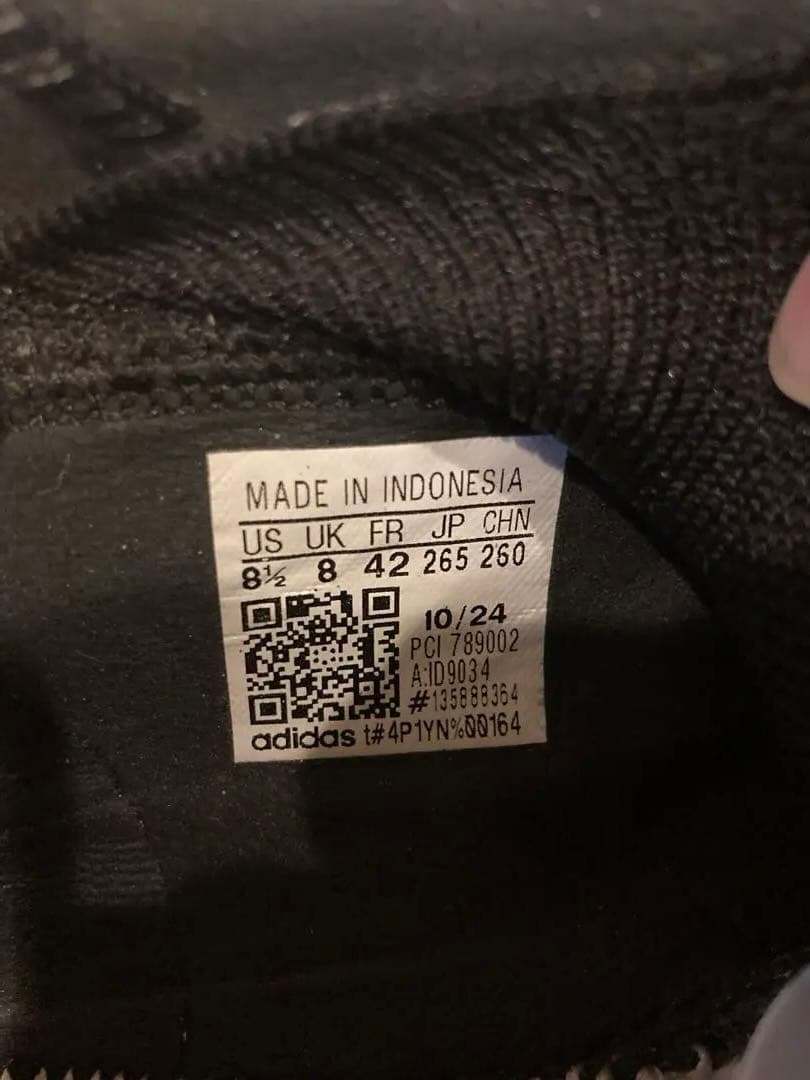 MADE IN INDONESIA
US UK FR JP CHN
8½ 8 42 265 260
10/24
PCI 789002
A:ID9034
#135888364
adidas t#4P1YN%00164